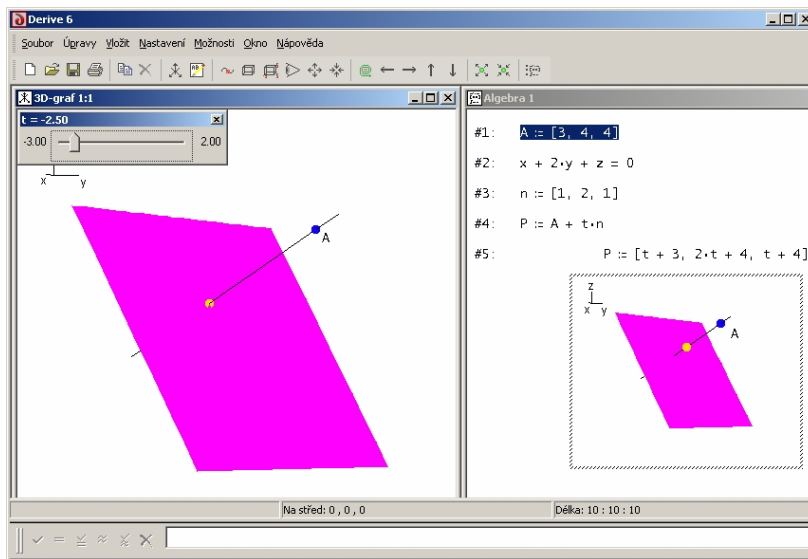 Derive 6
Soubor Úpravy Vložit Nastavení Možnosti Okno Nápověda
3D-graf 1:1
t = -2.50
-3.00 2.00
x y
A
Algebra 1
#1: A := [3, 4, 4]
#2: x + 2·y + z = 0
#3: n := [1, 2, 1]
#4: P := A + t·n
#5: P := [t + 3, 2·t + 4, t + 4]
z
x y
A
Na střed: 0 , 0 , 0 Délka: 10 : 10 : 10